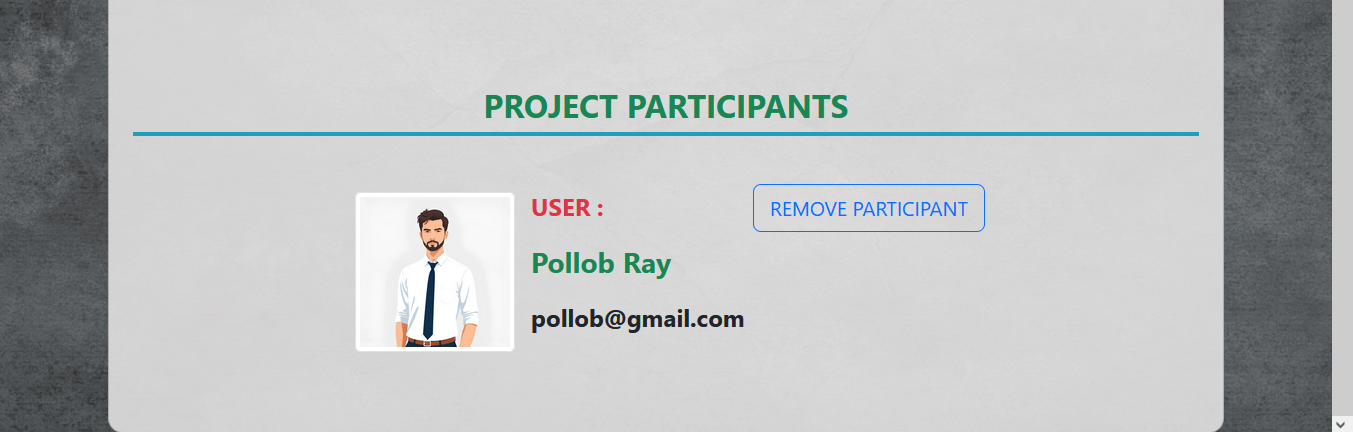 PROJECT PARTICIPANTS
USER :
REMOVE PARTICIPANT
Pollob Ray
pollob@gmail.com